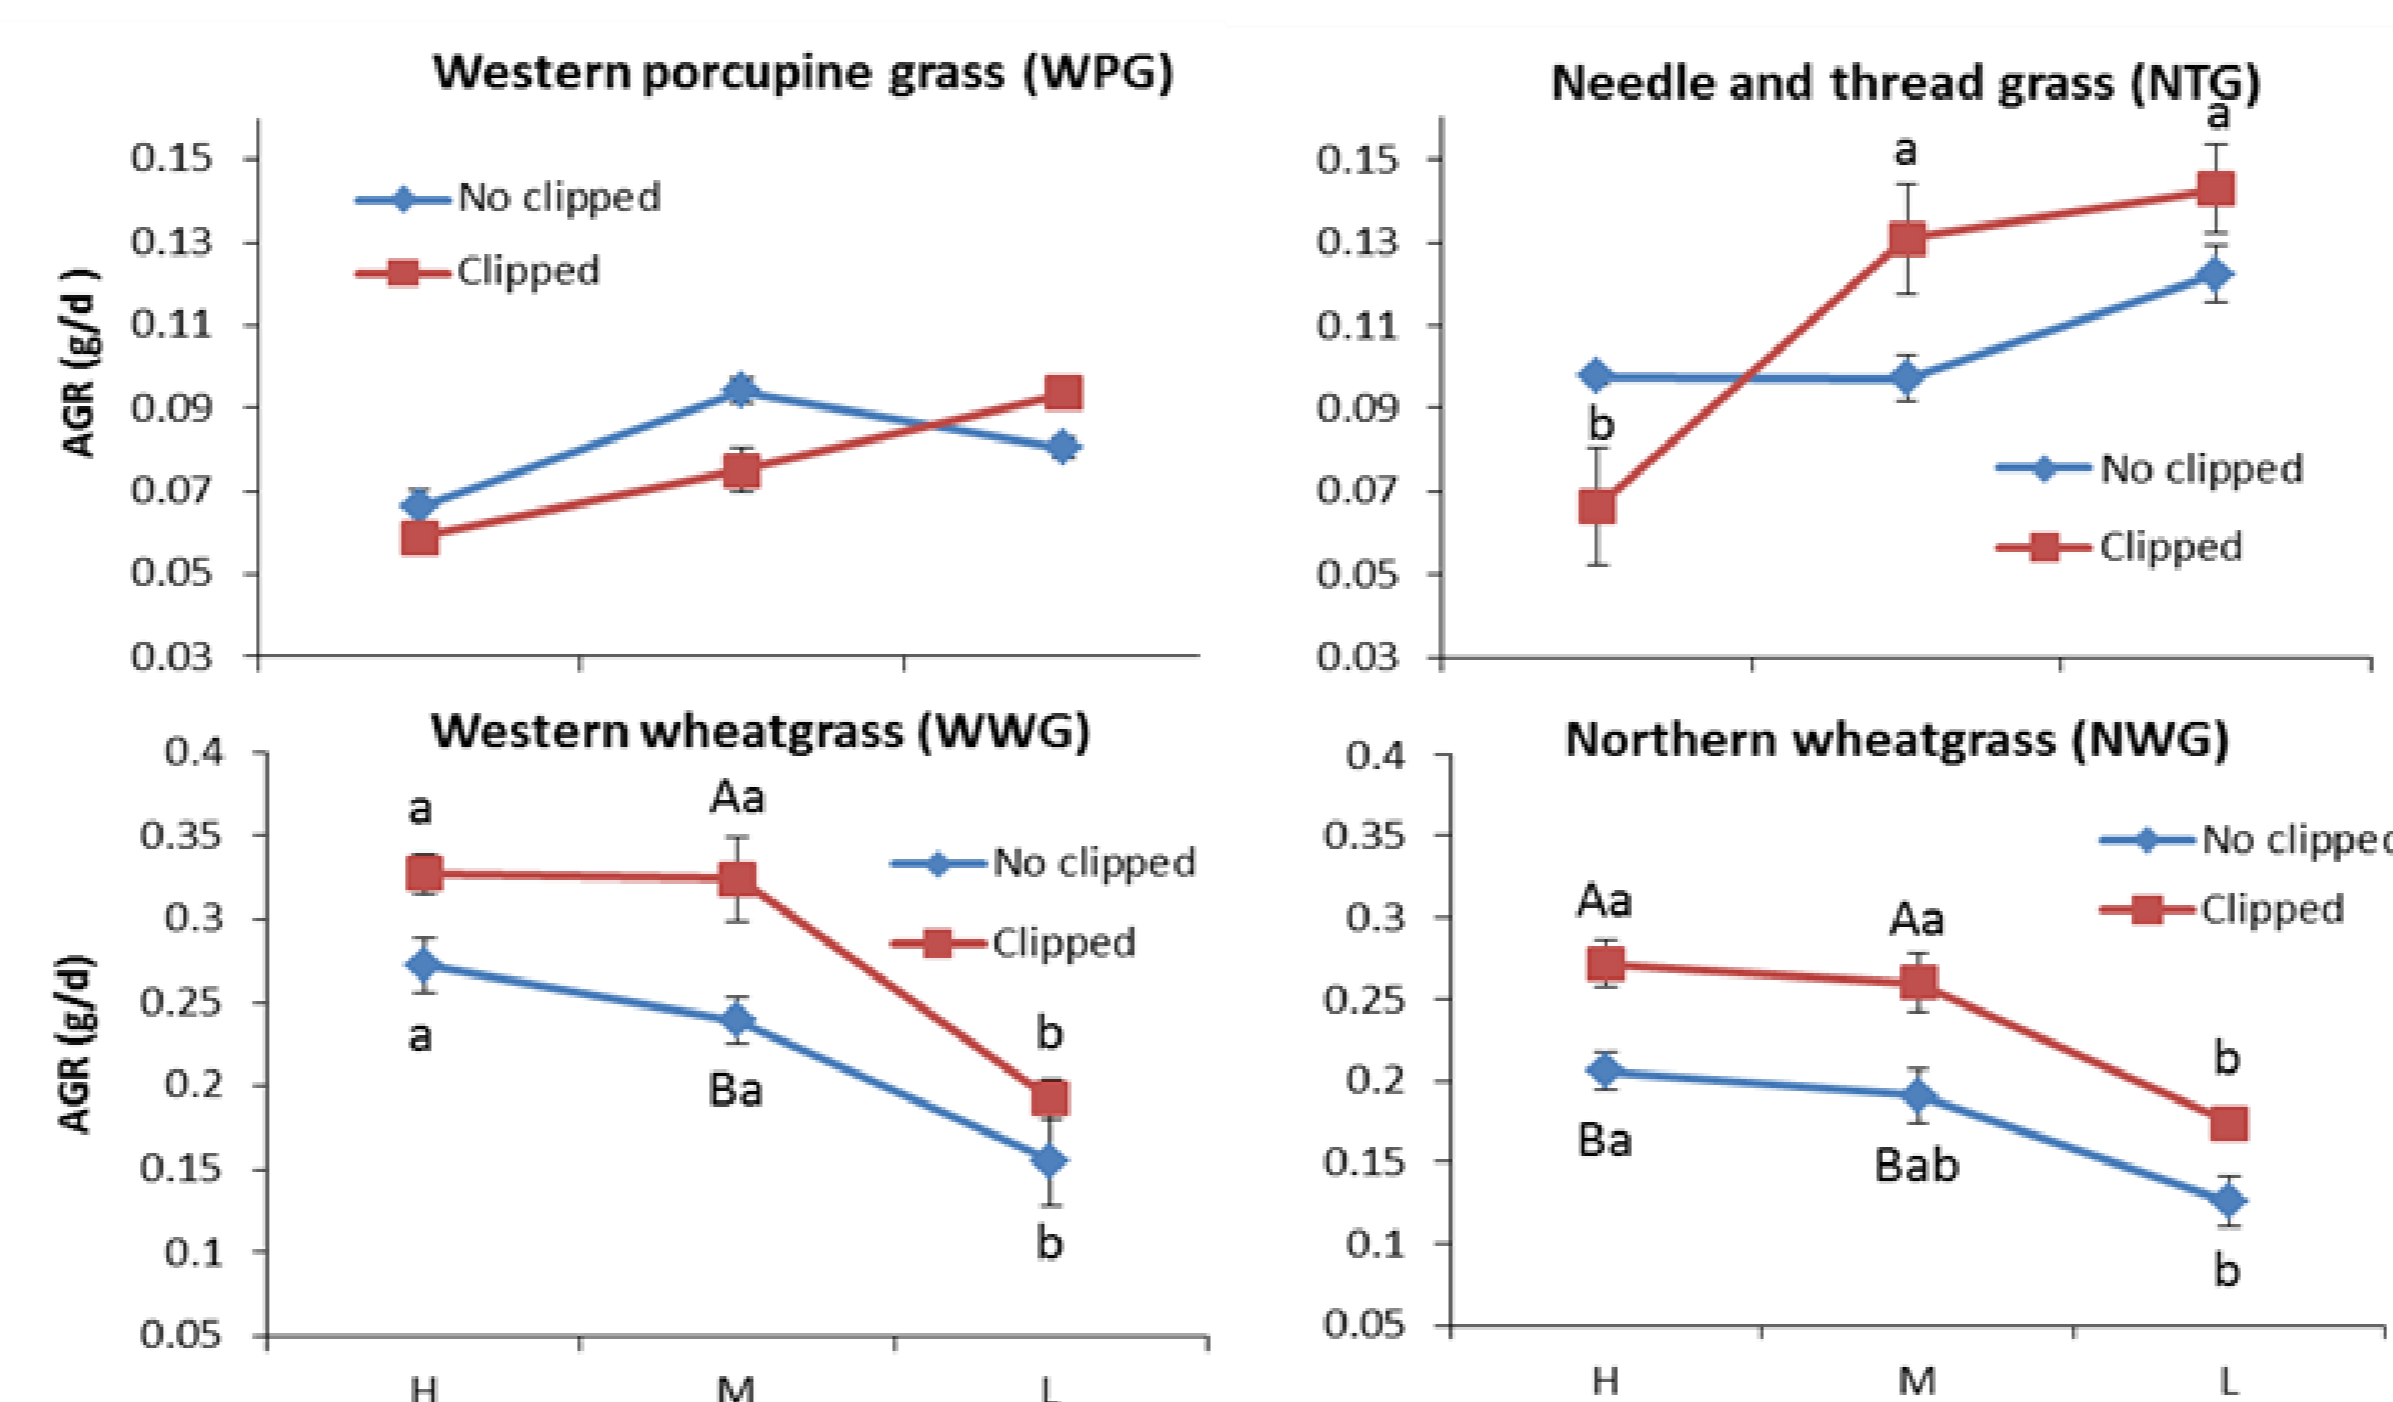 Western porcupine grass (WPG)
0.15
0.13
0.11
0.09
0.07
0.05
0.03
AGR (g/d )
No clipped
Clipped
Needle and thread grass (NTG)
0.15
0.13
0.11
0.09
0.07
0.05
0.03
a
a
b
No clipped
Clipped
Western wheatgrass (WWG)
0.4
0.35
0.3
0.25
0.2
0.15
0.1
0.05
AGR (g/d)
a
Aa
b
a
Ba
b
No clipped
Clipped
H M L
Northern wheatgrass (NWG)
0.4
0.35
0.3
0.25
0.2
0.15
0.1
0.05
Aa
Aa
b
Ba
Bab
b
No clipped
Clipped
H M L